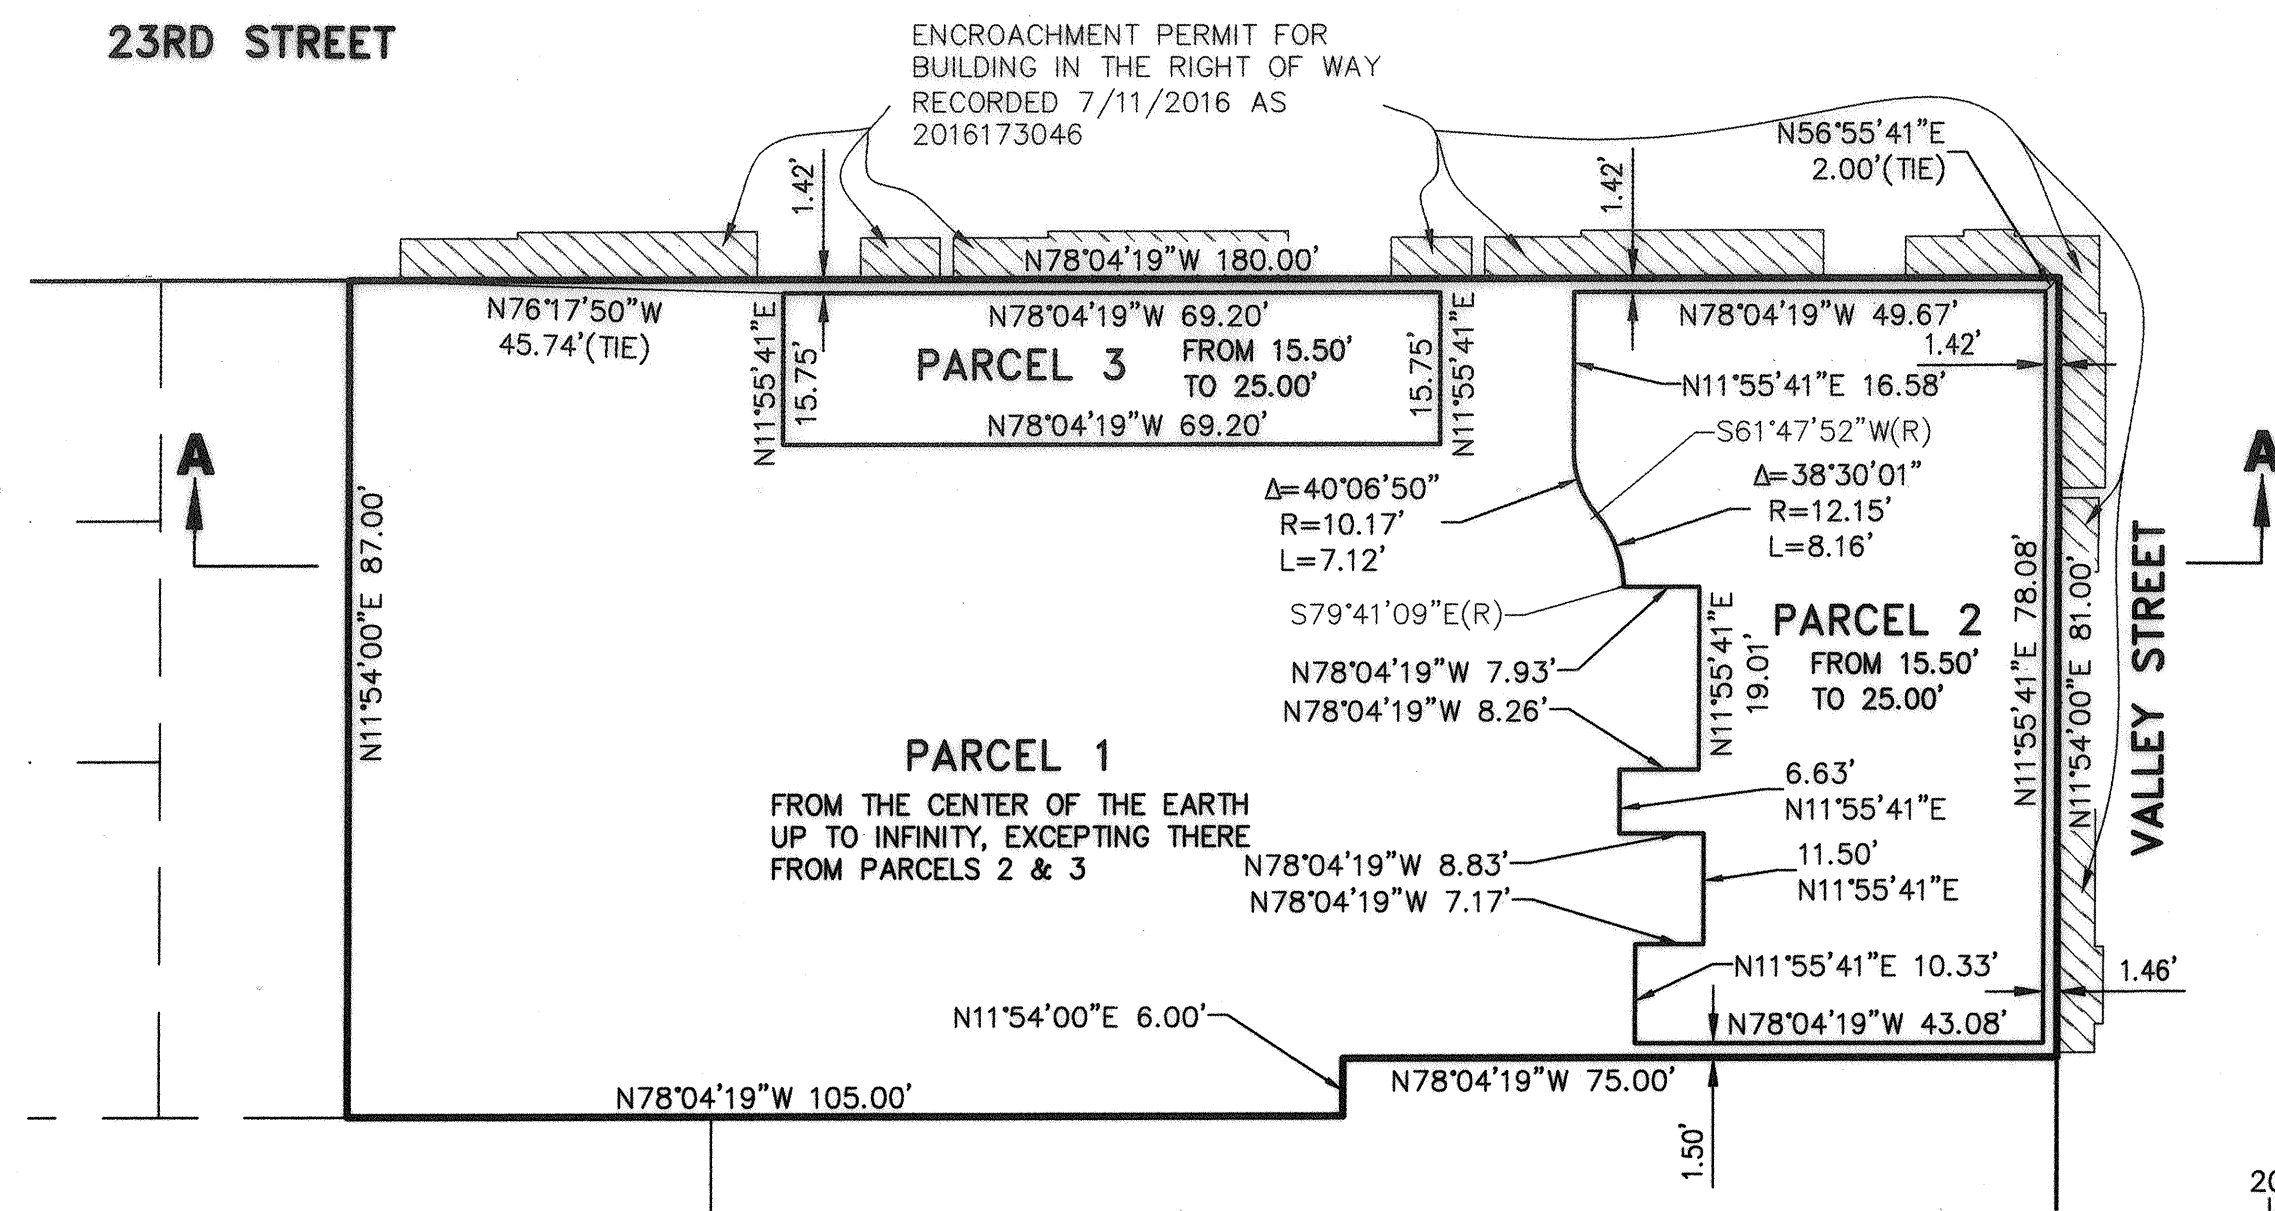 23RD STREET
ENCROACHMENT PERMIT FOR
BUILDING IN THE RIGHT OF WAY
RECORDED 7/11/2016 AS
2016173046
1.42'
1.42'
N56°55'41"E
2.00'(TIE)
N78°04'19"W 180.00'
N76°17'50"W
45.74'(TIE)
N11°55'41"E
15.75'
N78°04'19"W 69.20'
PARCEL 3
FROM 15.50'
TO 25.00'
N78°04'19"W 69.20'
15.75'
N11°55'41"E
N78°04'19"W 49.67'
1.42'
N11°55'41"E 16.58'
S61°47'52"W(R)
A
A
Δ=40°06'50"
R=10.17'
L=7.12'
Δ=38°30'01"
R=12.15'
L=8.16'
N11°54'00"E 87.00'
S79°41'09"E(R)
N78°04'19"W 7.93'
N78°04'19"W 8.26'
N11°55'41"E
19.01'
PARCEL 2
FROM 15.50'
TO 25.00'
N11°55'41"E 78.08'
N11°54'00"E 81.00'
VALLEY STREET
PARCEL 1
FROM THE CENTER OF THE EARTH
UP TO INFINITY, EXCEPTING THERE
FROM PARCELS 2 & 3
6.63'
N11°55'41"E
N78°04'19"W 8.83'
11.50'
N11°55'41"E
N78°04'19"W 7.17'
N11°55'41"E 10.33'
1.46'
N11°54'00"E 6.00'
N78°04'19"W 43.08'
N78°04'19"W 105.00'
N78°04'19"W 75.00'
1.50'